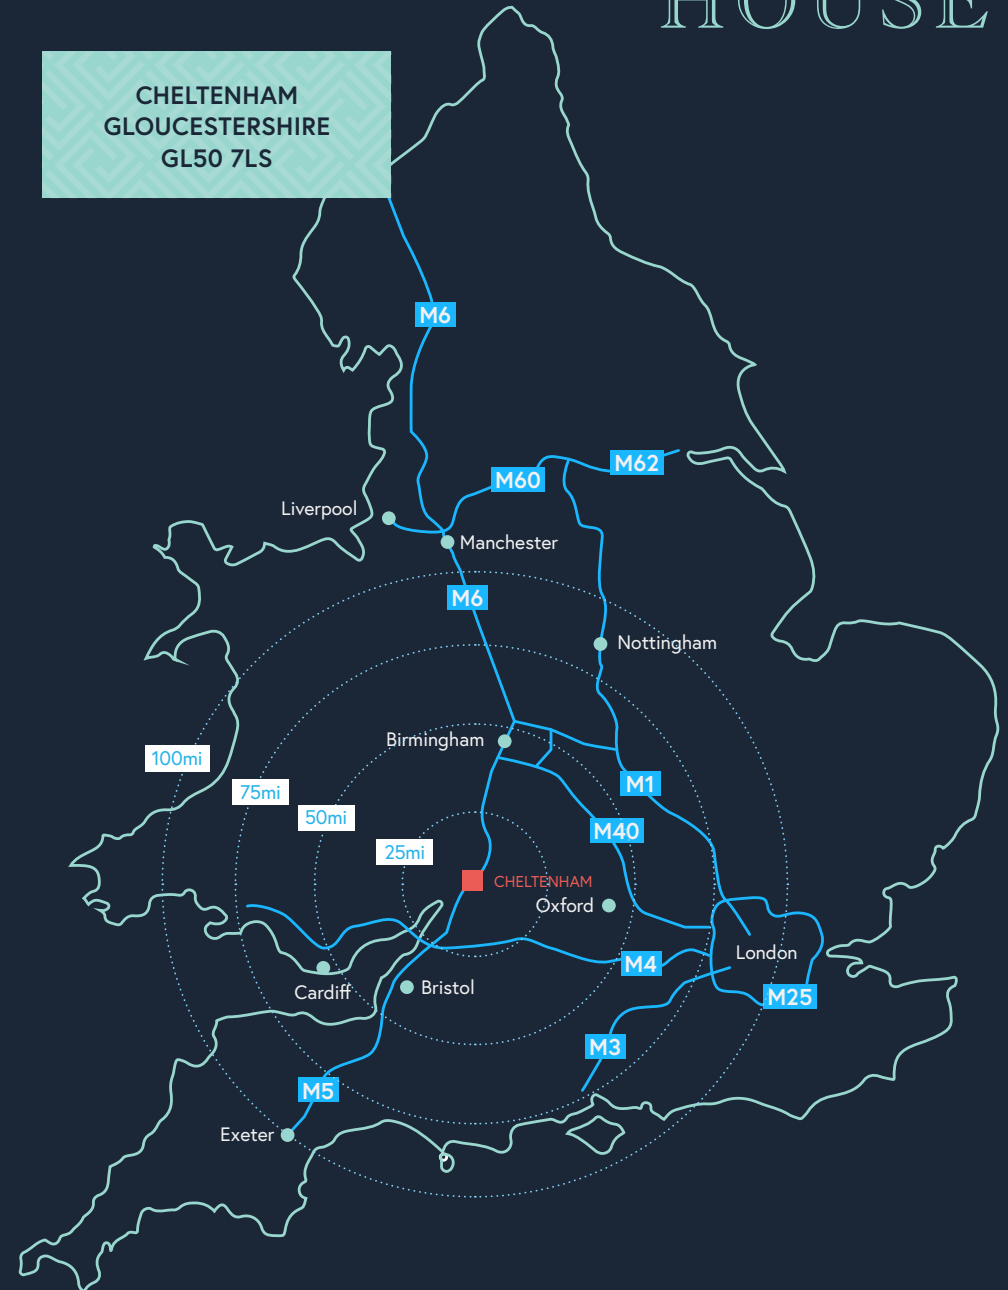 HOUSE
CHELTENHAM
GLOUCESTERSHIRE
GL50 7LS
M6
M62
M60
Liverpool
Manchester
M6
Nottingham
Birmingham
100mi
M1
75mi
50mi
M40
25mi
CHELTENHAM
Oxford
London
M4
Cardiff
Bristol
M25
M3
M5
Exeter